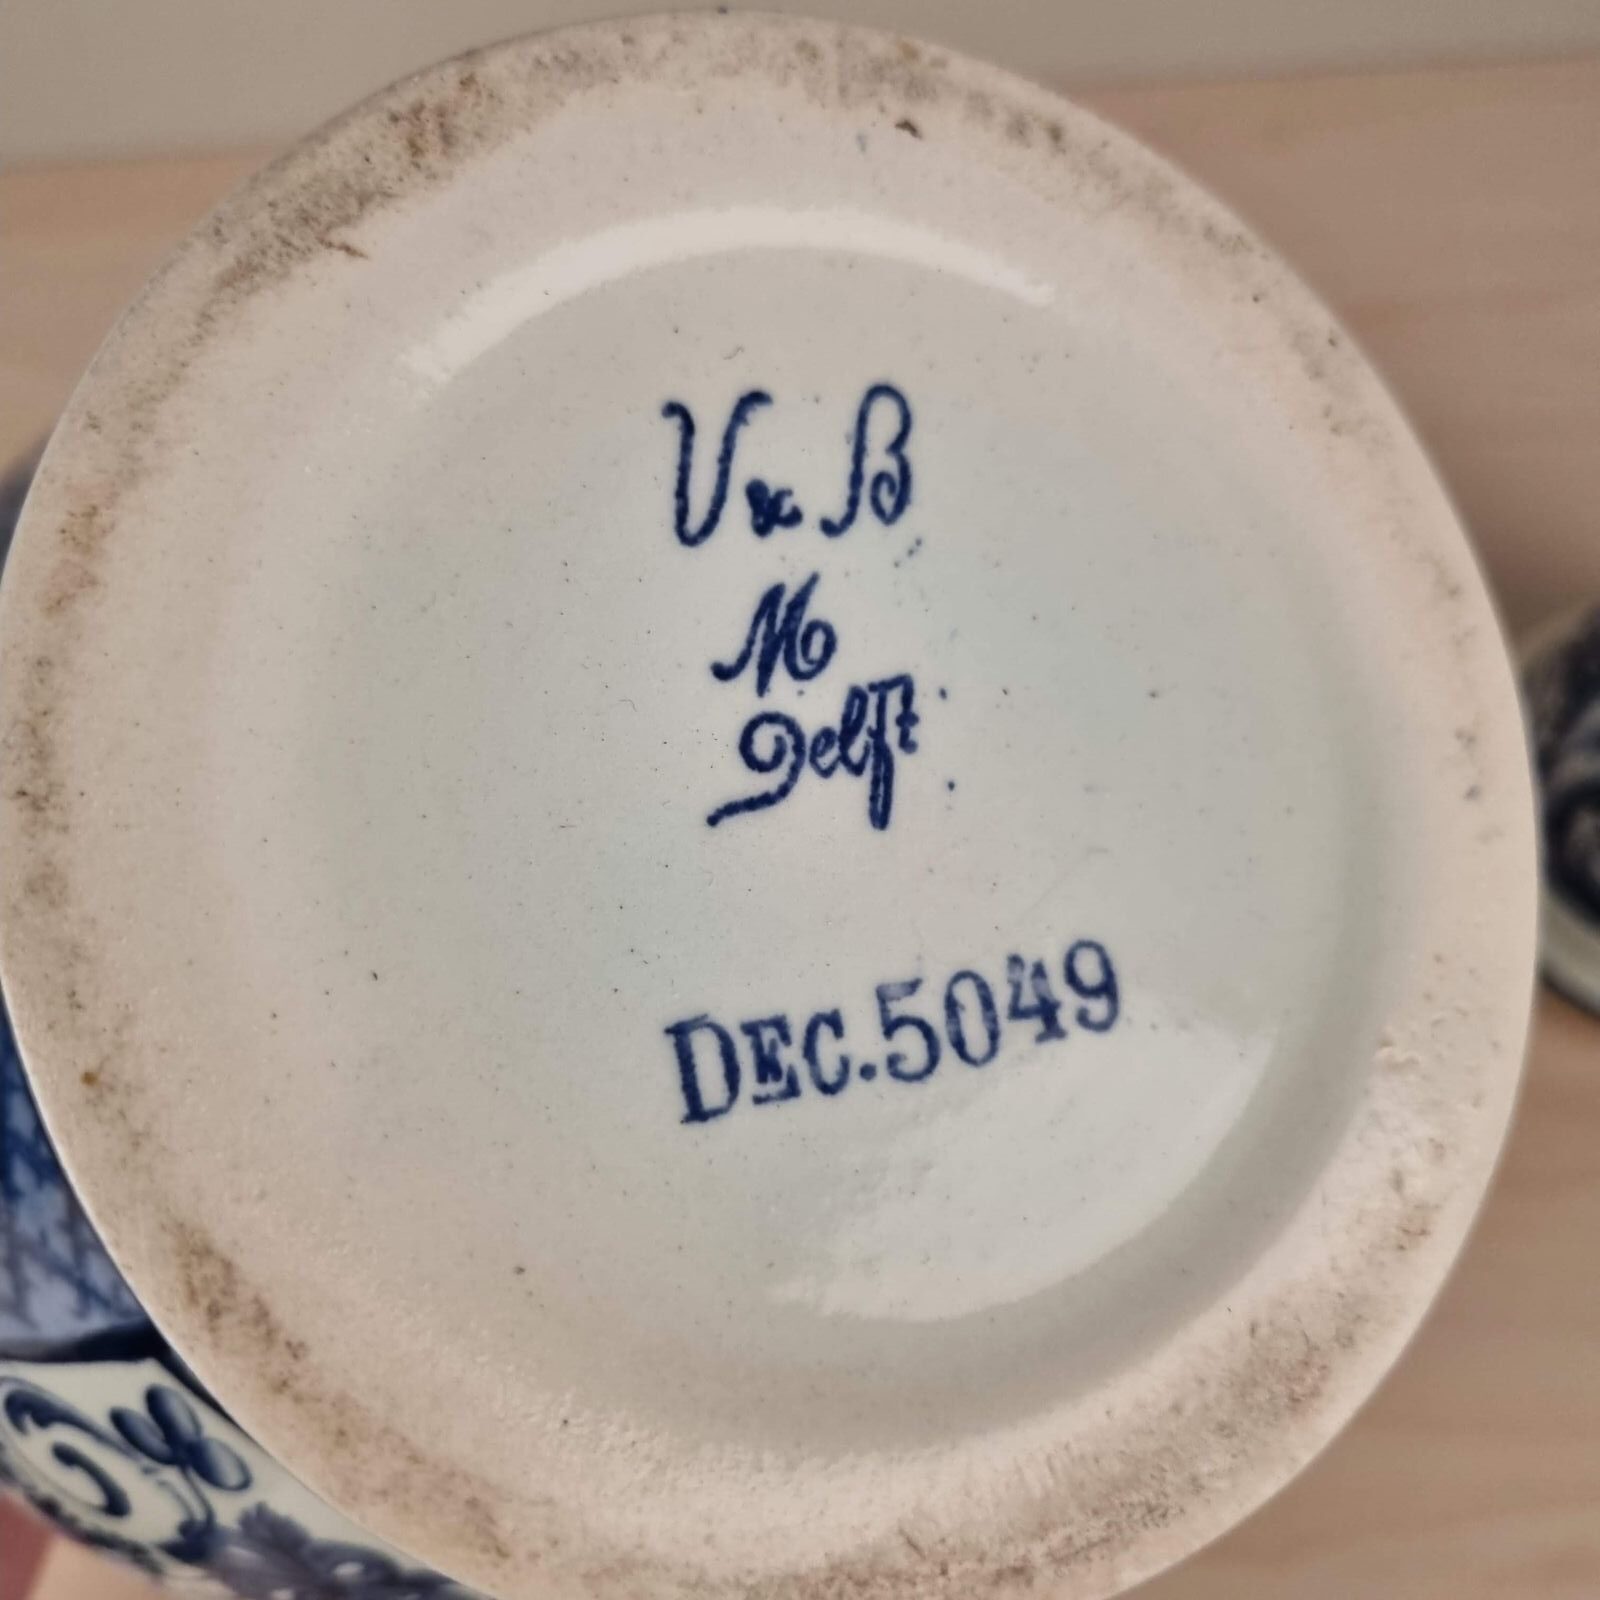 V & B
M
Delft
DEC. 5049